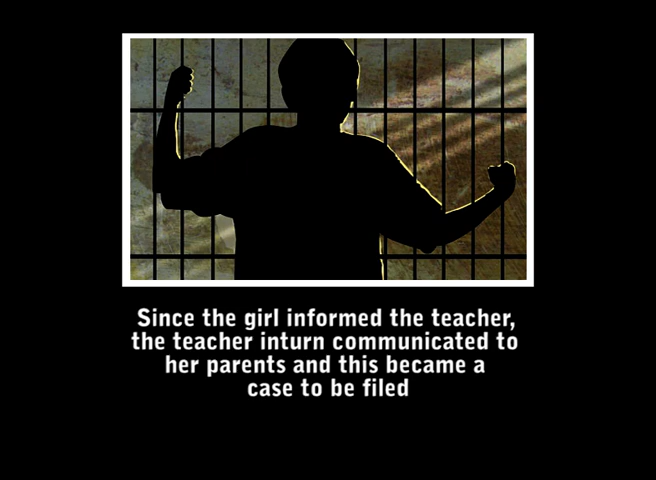 Since the girl informed the teacher,
the teacher inturn communicated to
her parents and this became a
case to be filed